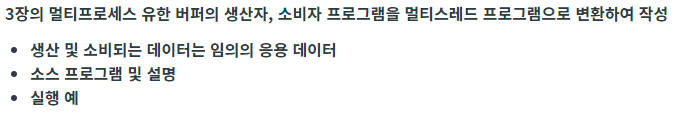 3장의 멀티프로세스 유한 버퍼의 생산자, 소비자 프로그램을 멀티스레드 프로그램으로 변환하여 작성
• 생산 및 소비되는 데이터는 임의의 응용 데이터
• 소스 프로그램 및 설명
• 실행 예